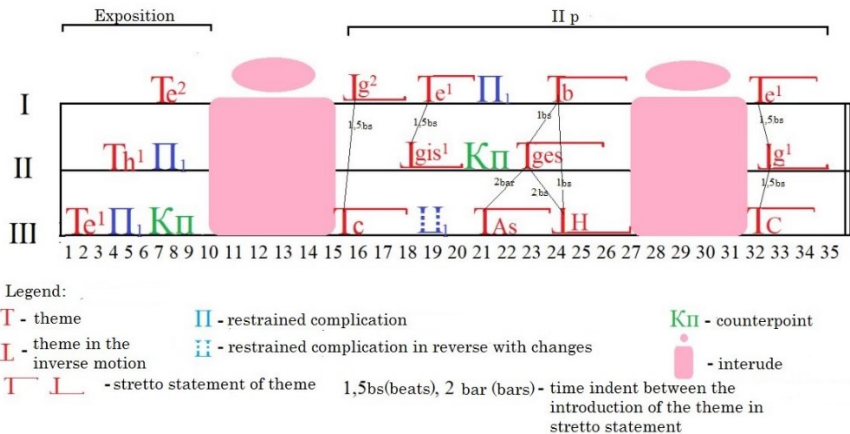 Exposition II p
I Te² Ʇg² Te¹ П₁ Tb Te¹
1,5bs 1,5bs 1bs 1,5bs
II Th¹ П₁ Ʇgis¹ Кп Tges Ʇg¹
2bar 2bs 1bs 1,5bs
III Te¹ П₁ Кп Tc П₁ TAs ꞱH TC
1 2 3 4 5 6 7 8 9 10 11 12 13 14 15 16 17 18 19 20 21 22 23 24 25 26 27 28 29 30 31 32 33 34 35
Legend:
T - theme
Ʇ - theme in the
inverse motion
П - restrained complication
П - restrained complication in reverse with changes
Кп - counterpoint
- interude
T Ʇ - stretto statement of theme
1,5bs(beats), 2 bar (bars) - time indent between the
introduction of the theme in
stretto statement